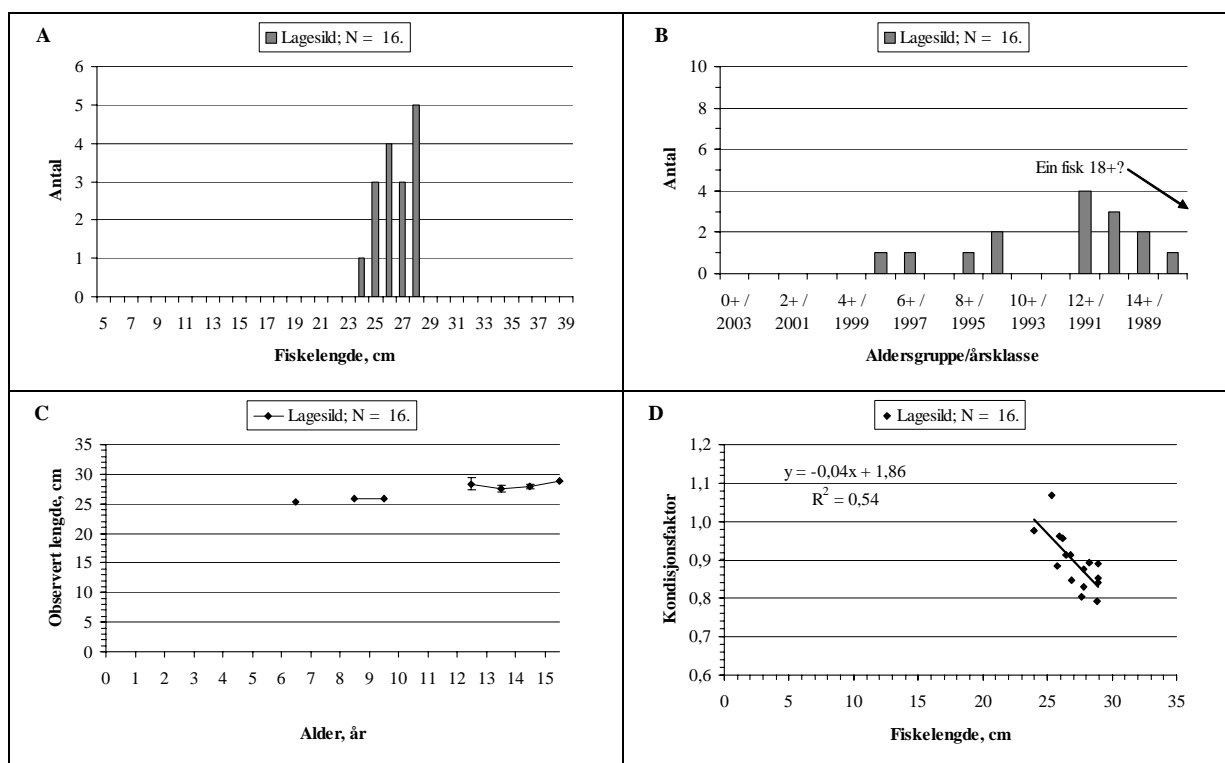 A
Lagesild; N = 16.
6
5
4
3
2
1
0
Antal
5 7 9 11 13 15 17 19 21 23 25 27 29 31 33 35 37 39
Fiskelengde, cm
B
Lagesild; N = 16.
10
8
6
4
2
0
Antal
Ein fisk 18+?
0+ / 2+ / 4+ / 6+ / 8+ / 10+ / 12+ / 14+ /
2003 2001 1999 1997 1995 1993 1991 1989
Aldersgruppe/årsklasse
C
Lagesild; N = 16.
35
30
25
20
15
10
5
0
Observert lengde, cm
0 1 2 3 4 5 6 7 8 9 10 11 12 13 14 15
Alder, år
D
Lagesild; N = 16.
1,2
1,1
1,0
0,9
0,8
0,7
0,6
Kondisjonsfaktor
y = -0,04x + 1,86
R² = 0,54
0 5 10 15 20 25 30 35
Fiskelengde, cm